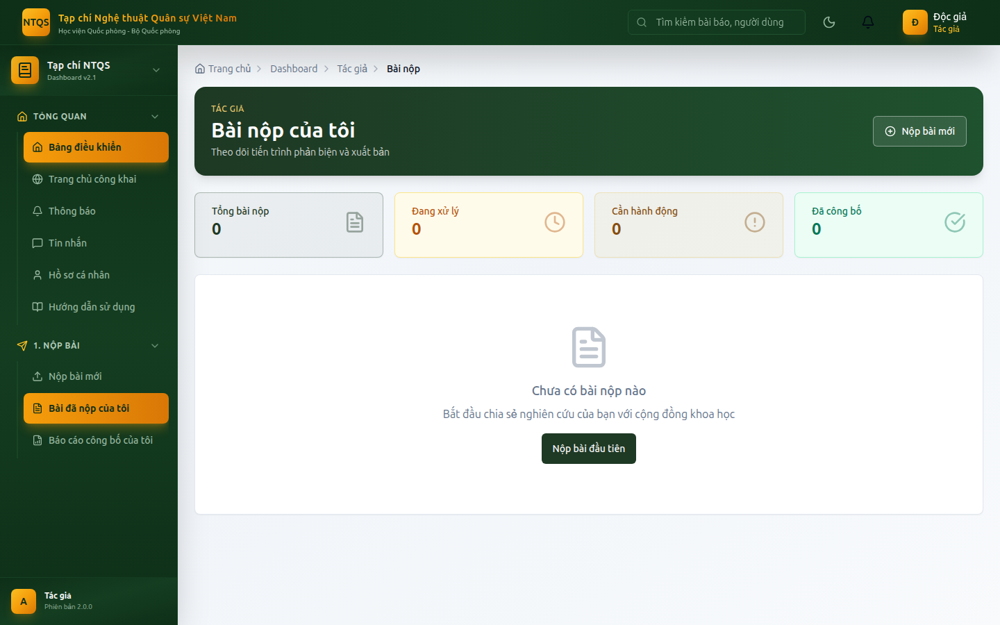 NTQS
Tạp chí Nghệ thuật Quân sự Việt Nam
Học viện Quốc phòng - Bộ Quốc phòng
Tìm kiếm bài báo, người dùng
Đ
Độc giả
Tác giả
Tạp chí NTQS
Dashboard v2.1
TỔNG QUAN
Bảng điều khiển
Trang chủ công khai
Thông báo
Tin nhắn
Hồ sơ cá nhân
Hướng dẫn sử dụng
1. NỘP BÀI
Nộp bài mới
Bài đã nộp của tôi
Báo cáo công bố của tôi
A
Tác giả
Phiên bản 2.0.0
Trang chủ
Dashboard
Tác giả
Bài nộp
TÁC GIẢ
Bài nộp của tôi
Theo dõi tiến trình phản biện và xuất bản
Nộp bài mới
Tổng bài nộp
0
Đang xử lý
0
Cần hành động
0
Đã công bố
0
Chưa có bài nộp nào
Bắt đầu chia sẻ nghiên cứu của bạn với cộng đồng khoa học
Nộp bài đầu tiên